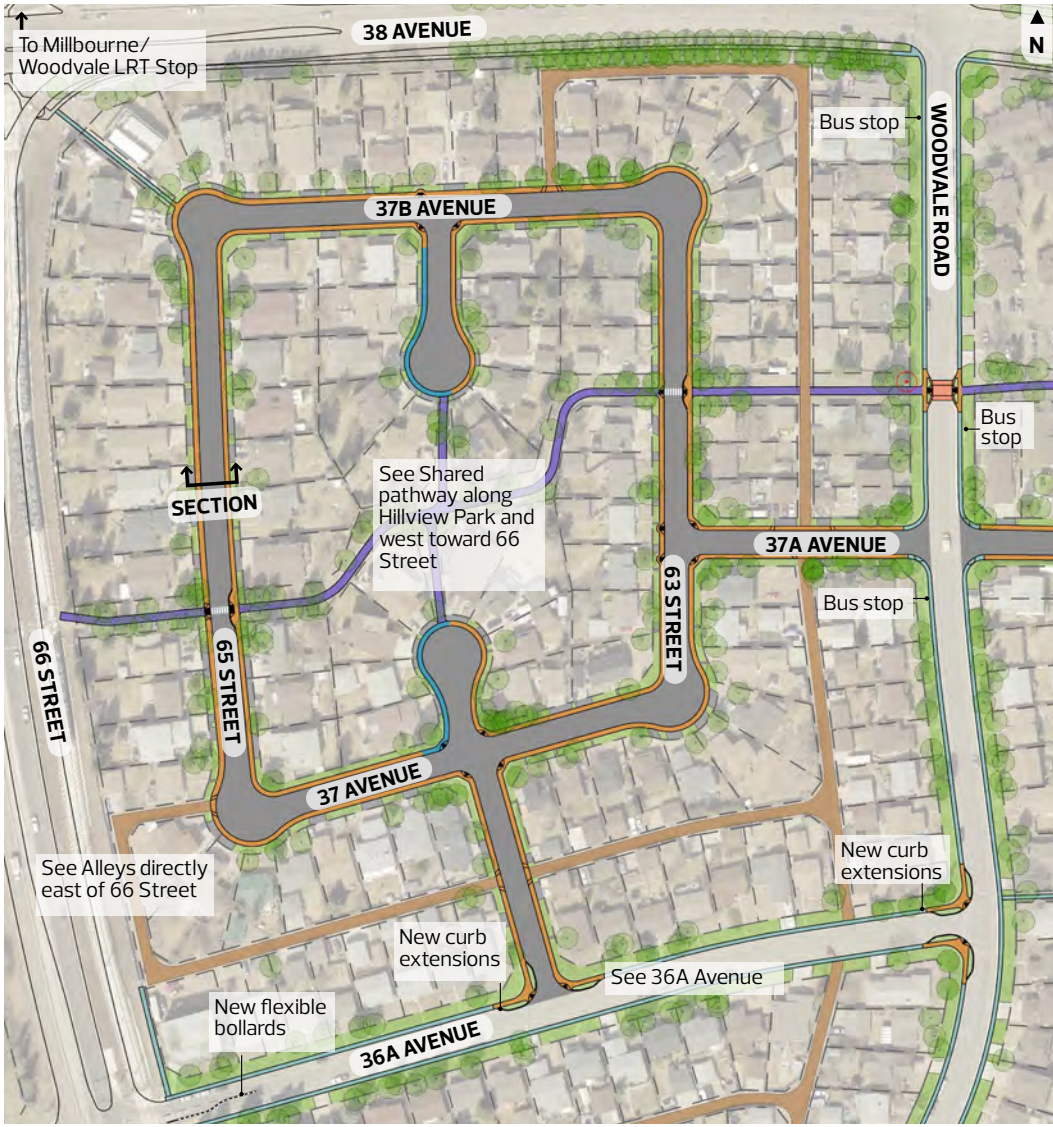 38 AVENUE
N
To Millbourne/
Woodvale LRT Stop
Bus stop
WOODVALE ROAD
37B AVENUE
Bus
stop
See Shared
pathway along
Hillview Park and
west toward 66
Street
SECTION
37A AVENUE
63 STREET
Bus stop
65 STREET
66 STREET
37 AVENUE
See Alleys directly
east of 66 Street
New curb
extensions
New curb
extensions
See 36A Avenue
New flexible
bollards
36A AVENUE